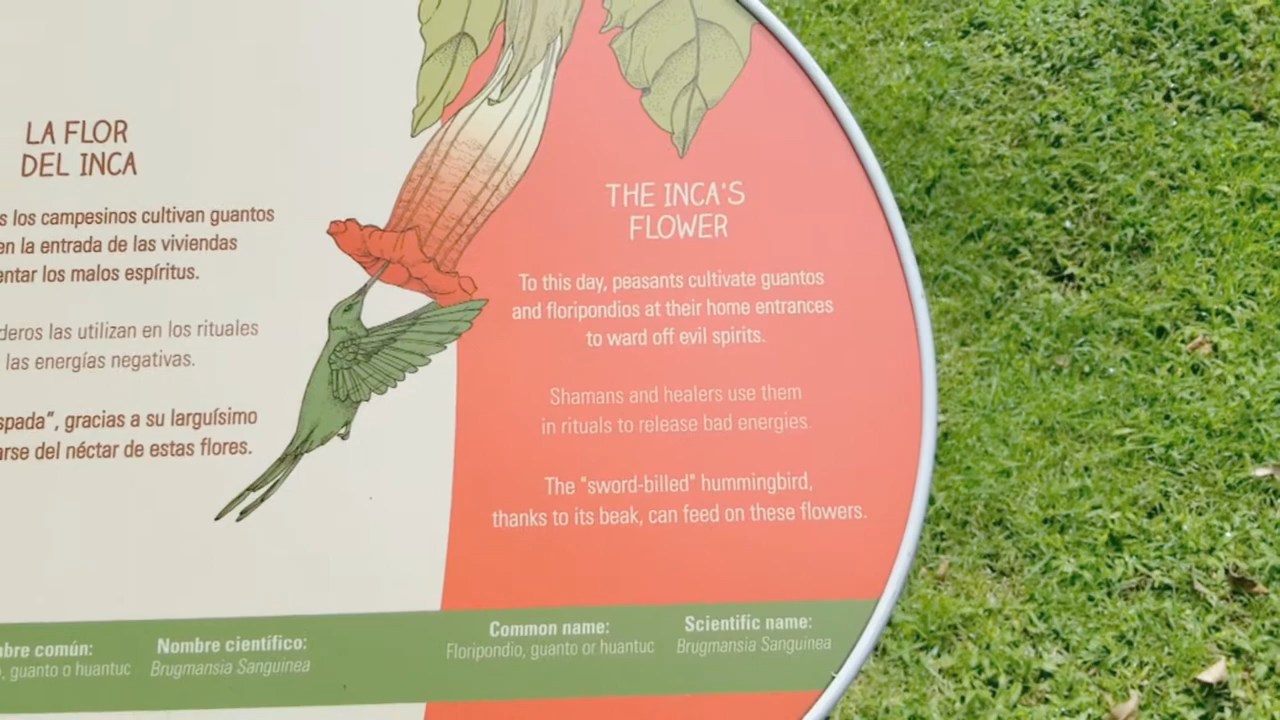 LA FLOR
DEL INCA
s los campesinos cultivan guantos
en la entrada de las viviendas
entar los malos espíritus.
deros las utilizan en los rituales
las energías negativas.
spada", gracias a su larguísimo
arse del néctar de estas flores.
THE INCA'S
FLOWER
To this day, peasants cultivate guantos
and floripondios at their home entrances
to ward off evil spirits.
Shamans and healers use them
in rituals to release bad energies.
The "sword-billed" hummingbird,
thanks to its beak, can feed on these flowers.
bre común:
, guanto o huantuc
Nombre científico:
Brugmansia Sanguinea
Common name:
Floripondio, guanto or huantuc
Scientific name:
Brugmansia Sanguinea